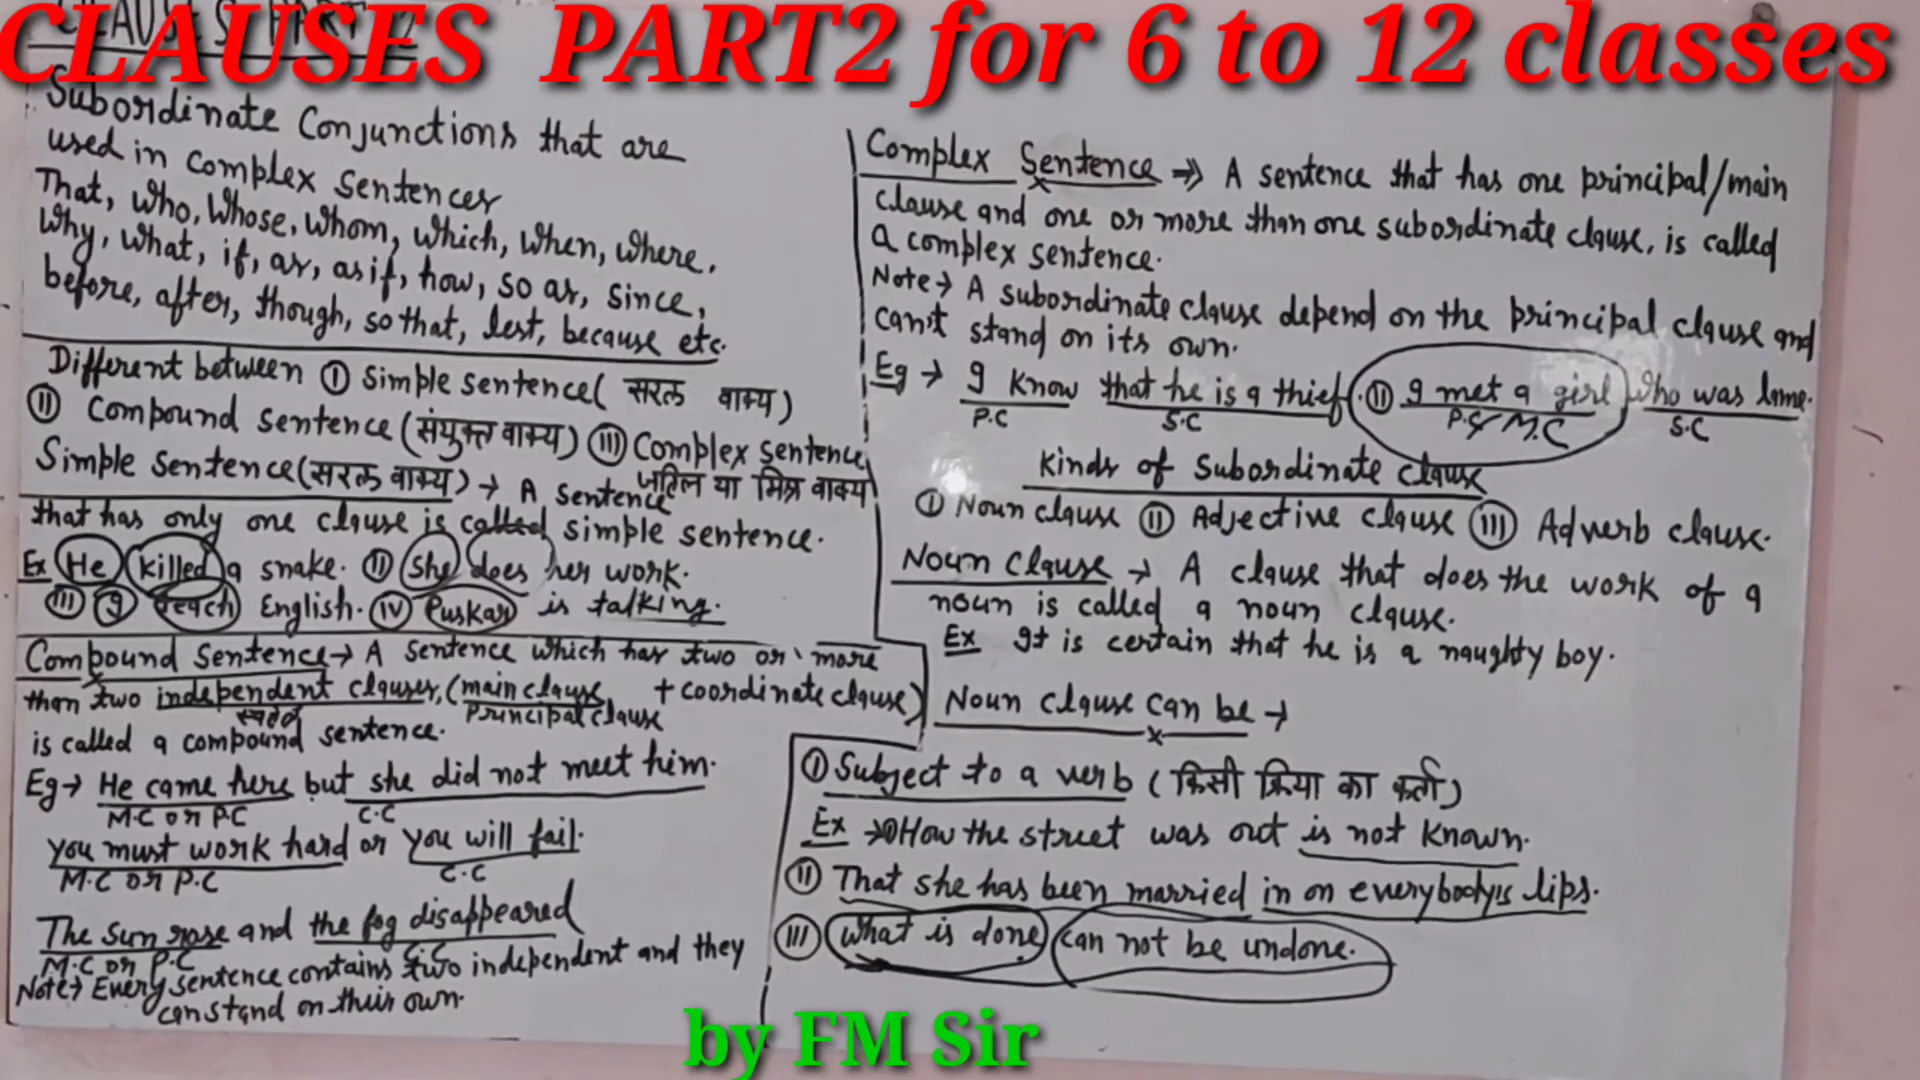 CLAUSES PART 2
CLAUSES PART2 for 6 to 12 classes
Subordinate Conjunctions that are
used in complex sentences
That, who, whose, whom, which, when, where,
why, what, if, as, as if, how, so as, since,
before, after, though, so that, lest, because etc.
Different between (I) Simple sentence ( सरल वाक्य )
(II) Compound sentence (संयुक्त वाक्य) (III) Complex sentence
जटिल या मिश्र वाक्य
Simple sentence (सरल वाक्य) → A sentence
that has only one clause is called simple sentence.
Ex He killed a snake. (II) She does her work.
(III) I teach English. (IV) Puskar is talking.
Compound sentence → A sentence which has two or more
than two independent clauses, (main clause + coordinate clause)
स्वतंत्र Principal clause
is called a compound sentence.
Eg → He came here but she did not meet him.
M.C or P.C C.C
you must work hard or you will fail.
M.C or P.C C.C
The sun rose and the fog disappeared
M.C or P.C C.C
Note → Every sentence contains two independent and they
can stand on their own.
Complex Sentence ⇒ A sentence that has one principal/main
clause and one or more than one subordinate clause, is called
a complex sentence.
Note → A subordinate clause depend on the principal clause and
can't stand on its own.
Eg → I know that he is a thief. (II) I met a girl who was lame.
P.C S.C P.C/M.C S.C
Kinds of subordinate clause
(I) Noun clause (II) Adjective clause (III) Adverb clause.
Noun Clause → A clause that does the work of a
noun is called a noun clause.
Ex It is certain that he is a naughty boy.
Noun clause can be →
(I) Subject to a verb ( किसी क्रिया का कर्ता )
Ex → (I) How the street was out is not known.
(II) That she has been married in on everybody's lips.
(III) What is done can not be undone.
by FM Sir